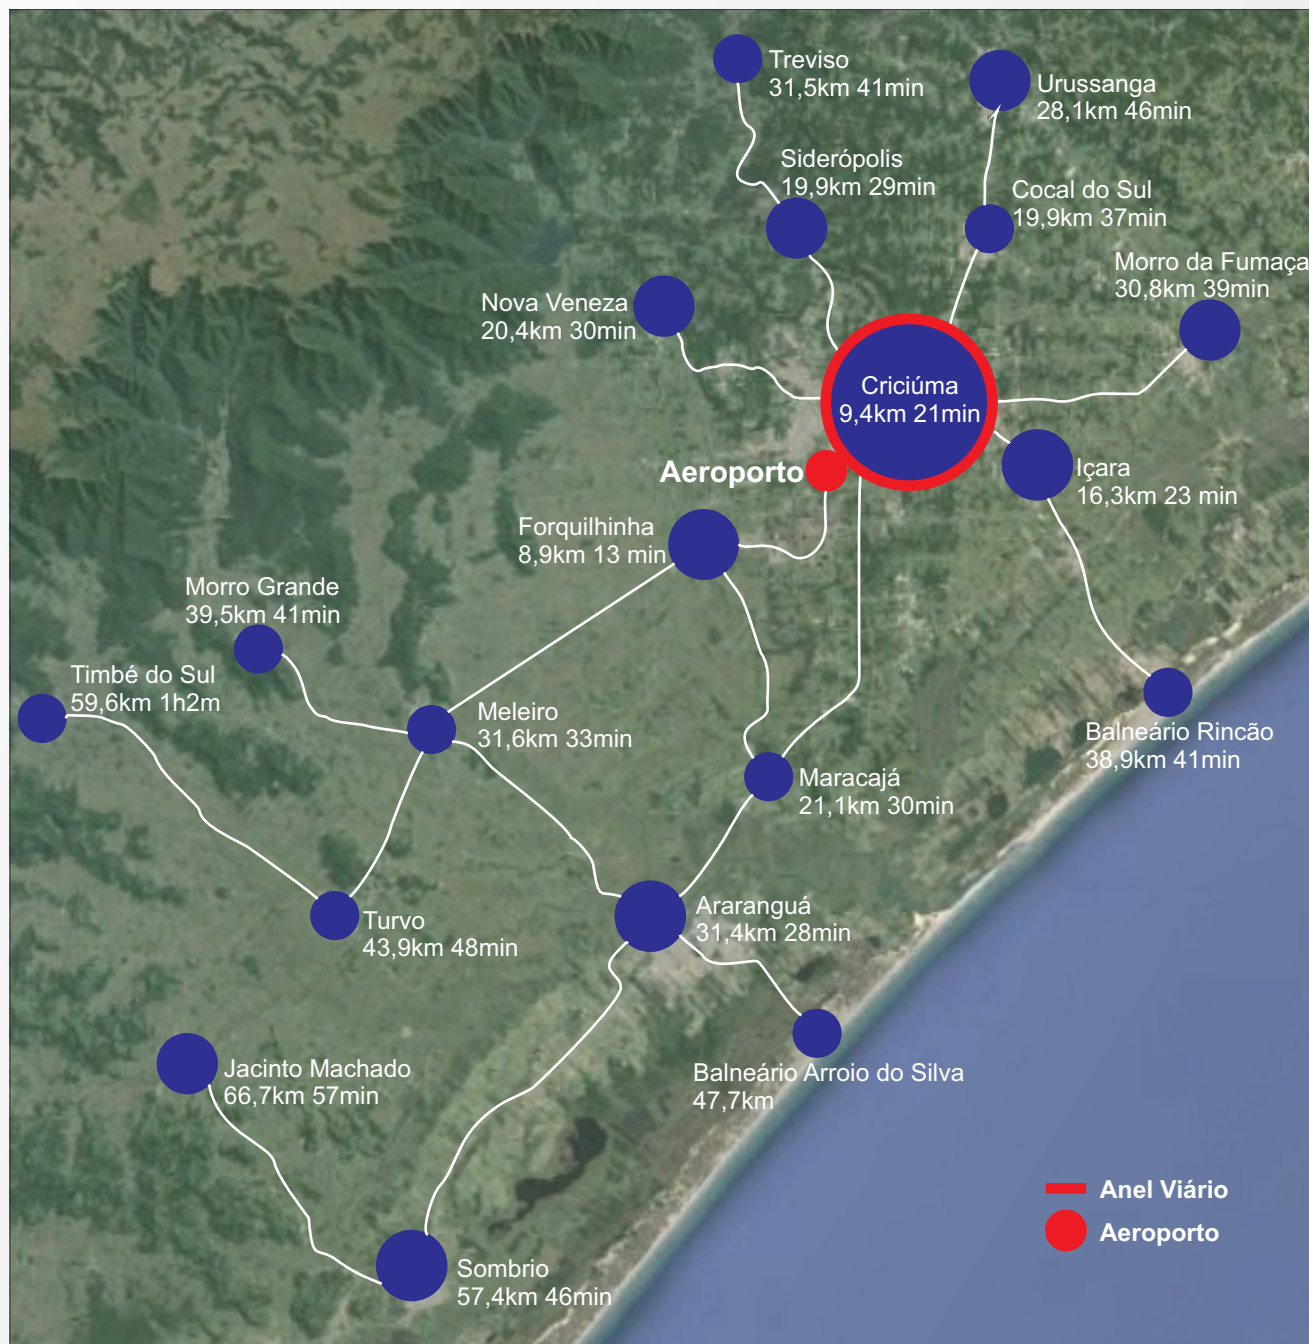 Treviso
31,5km 41min
Urussanga
28,1km 46min
Siderópolis
19,9km 29min
Cocal do Sul
19,9km 37min
Morro da Fumaça
30,8km 39min
Nova Veneza
20,4km 30min
Criciúma
9,4km 21min
Aeroporto
Içara
16,3km 23 min
Forquilhinha
8,9km 13 min
Morro Grande
39,5km 41min
Timbé do Sul
59,6km 1h2m
Meleiro
31,6km 33min
Balneário Rincão
38,9km 41min
Maracajá
21,1km 30min
Araranguá
31,4km 28min
Turvo
43,9km 48min
Jacinto Machado
66,7km 57min
Balneário Arroio do Silva
47,7km
Anel Viário
Aeroporto
Sombrio
57,4km 46min